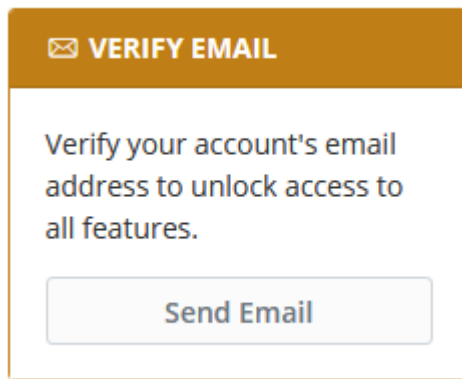 VERIFY EMAIL
Verify your account's email
address to unlock access to
all features.
Send Email